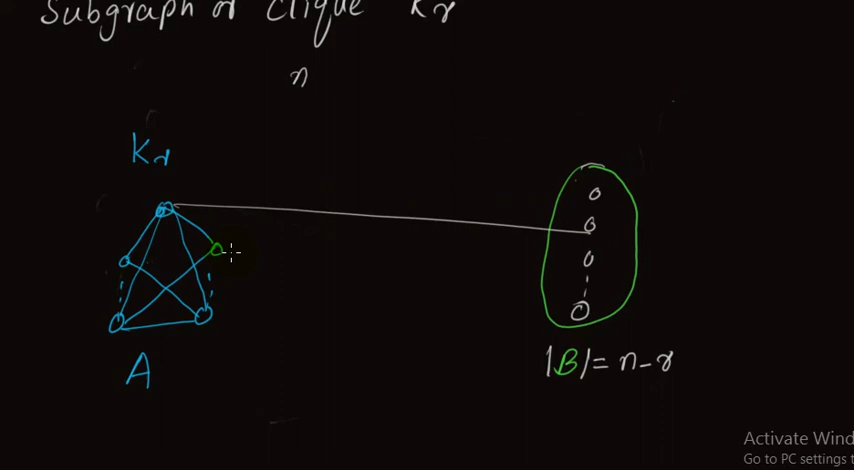 Subgraph of Clique Kr
n
Kr
A
|B| = n-r
Activate Wind
Go to PC settings t